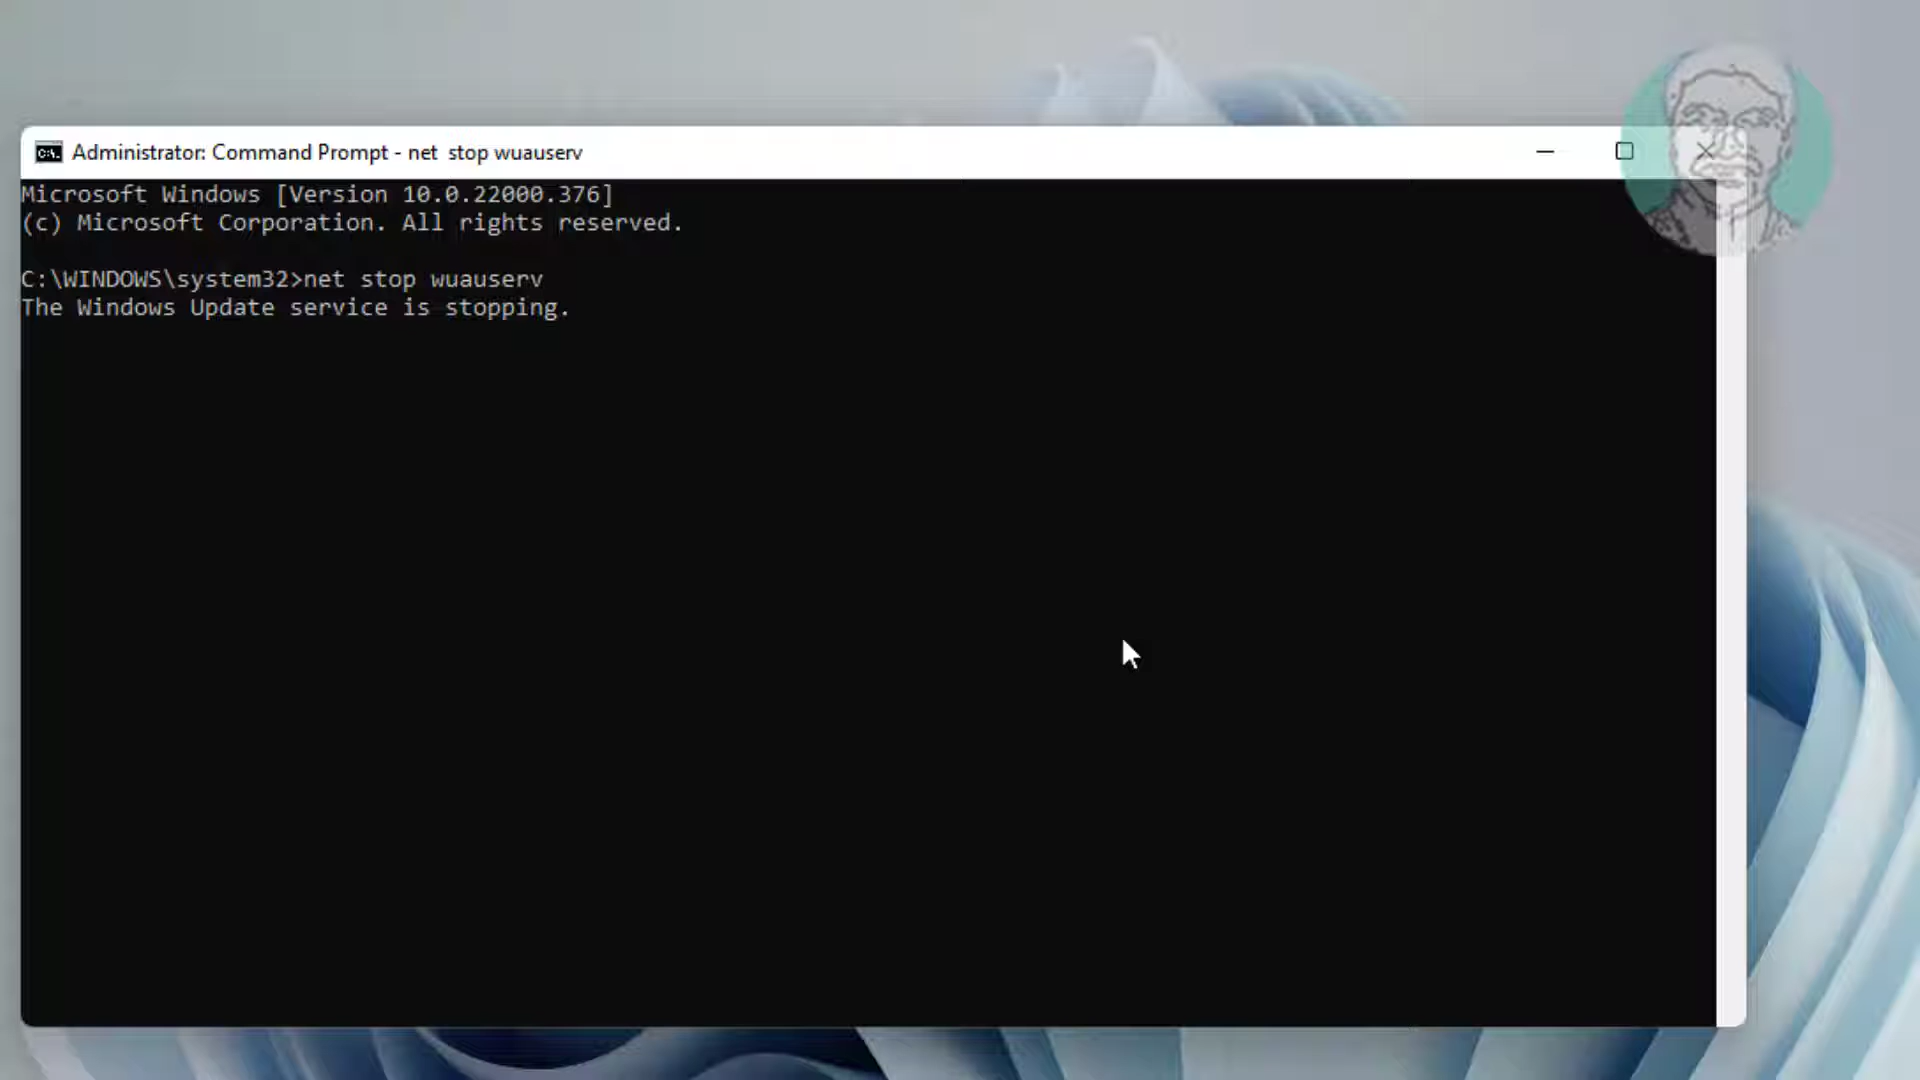 Administrator: Command Prompt - net  stop wuauserv
Microsoft Windows [Version 10.0.22000.376]
(c) Microsoft Corporation. All rights reserved.
C:\WINDOWS\system32>net stop wuauserv
The Windows Update service is stopping.